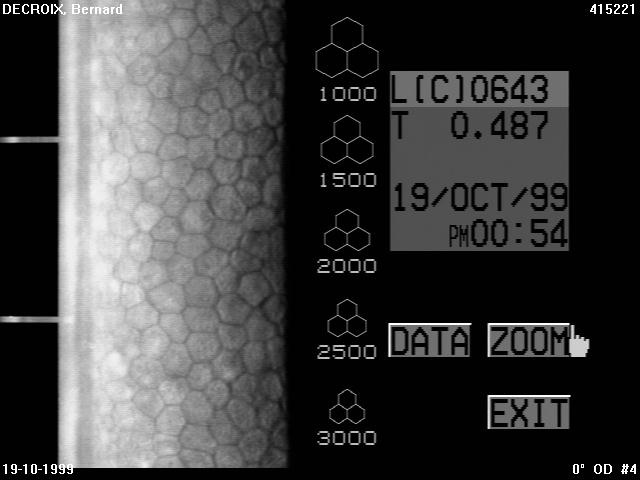 DECROIX, Bernard
415221
1000
1500
2000
2500
3000
L[C]0643
T 0.487
19/OCT/99
PM00:54
DATA ZOOM
EXIT
19-10-1999
0° OD #4